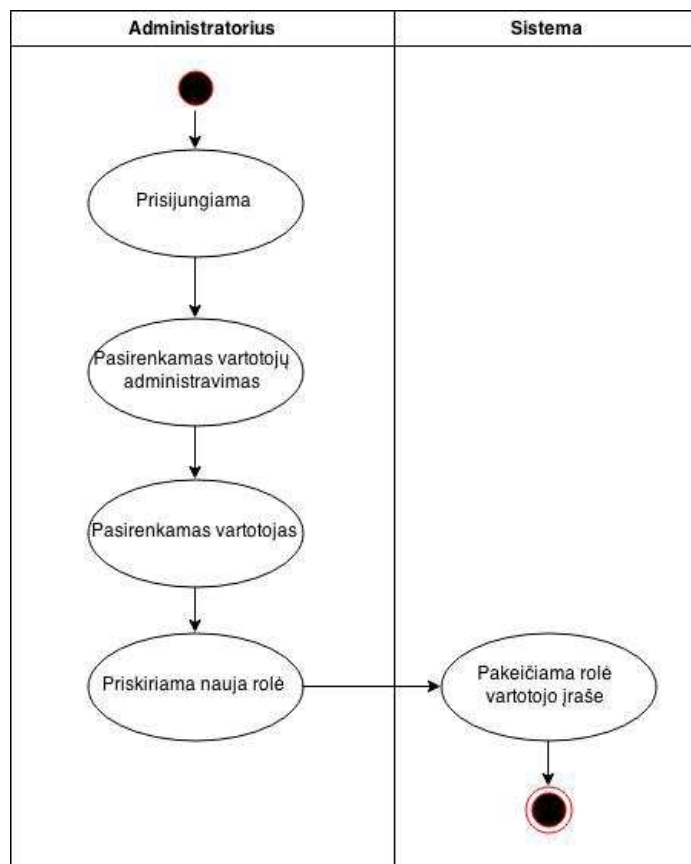 Administratorius
Sistema
Prisijungiama
Pasirenkamas vartotojų
administravimas
Pasirenkamas vartotojas
Priskiriama nauja rolė
Pakeičiama rolė
vartotojo įraše